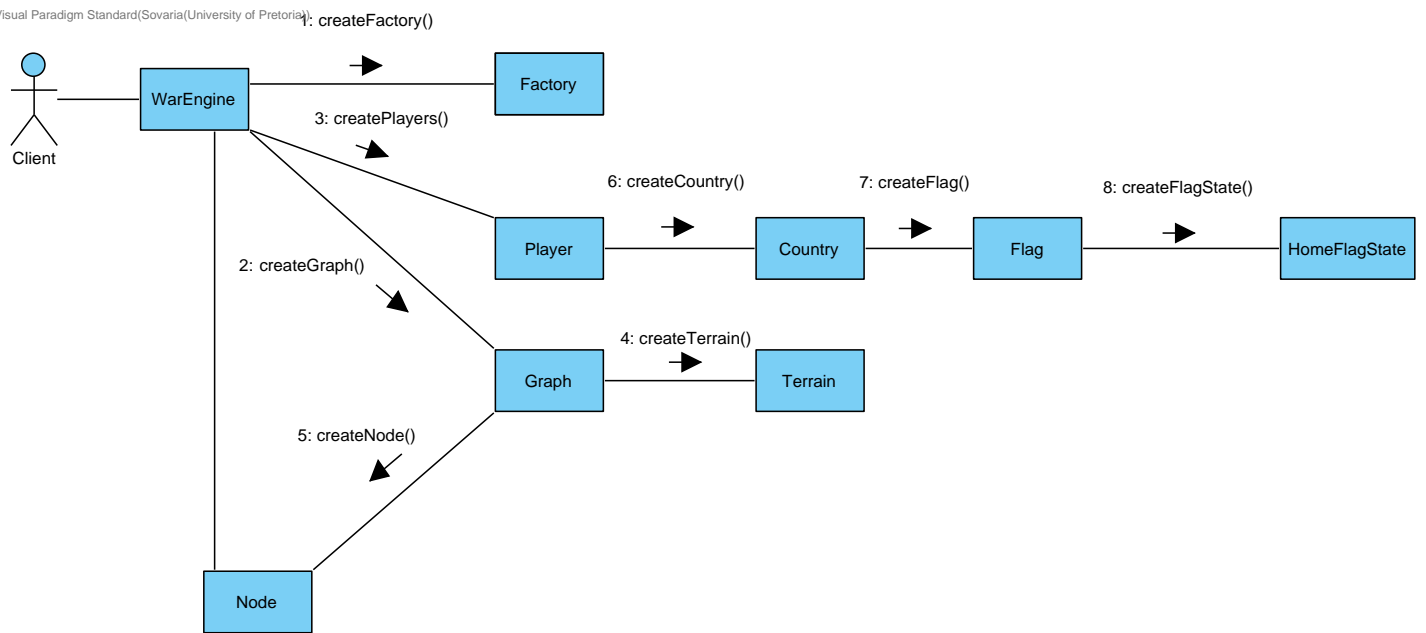 Visual Paradigm Standard(Sovaria(University of Pretoria))
1: createFactory()
Factory
WarEngine
Client
3: createPlayers()
6: createCountry()
7: createFlag()
8: createFlagState()
Player
Country
Flag
HomeFlagState
2: createGraph()
4: createTerrain()
Graph
Terrain
5: createNode()
Node